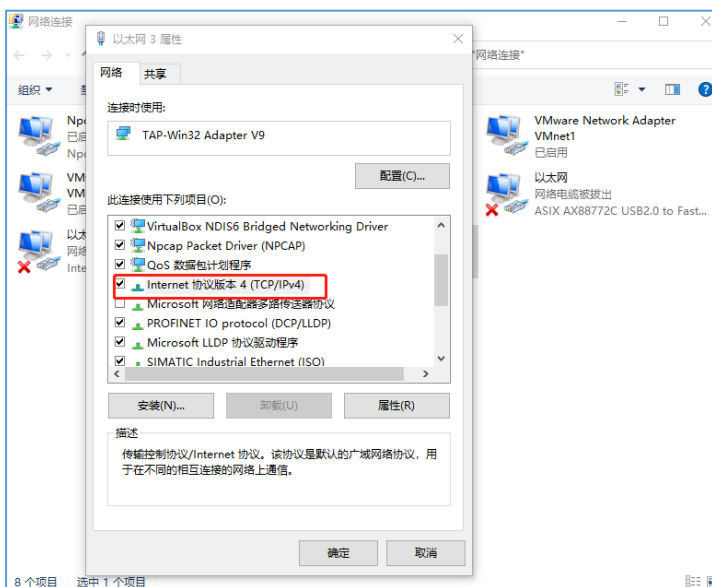 网络连接
以太网 3 属性
"网络连接"
网络
共享
组织
连接时使用:
TAP-Win32 Adapter V9
配置(C)...
此连接使用下列项目(O):
VirtualBox NDIS6 Bridged Networking Driver
Npcap Packet Driver (NPCAP)
QoS 数据包计划程序
Internet 协议版本 4 (TCP/IPv4)
Microsoft 网络适配器多路传送器协议
PROFINET IO protocol (DCP/LLDP)
Microsoft LLDP 协议驱动程序
SIMATIC Industrial Ethernet (ISO)
安装(N)...
卸载(U)
属性(R)
描述
传输控制协议/Internet 协议。该协议是默认的广域网络协议，用
于在不同的相互连接的网络上通信。
确定
取消
VMware Network Adapter
VMnet1
已启用
以太网
网络电缆被拔出
ASIX AX88772C USB2.0 to Fast...
8 个项目
选中 1 个项目